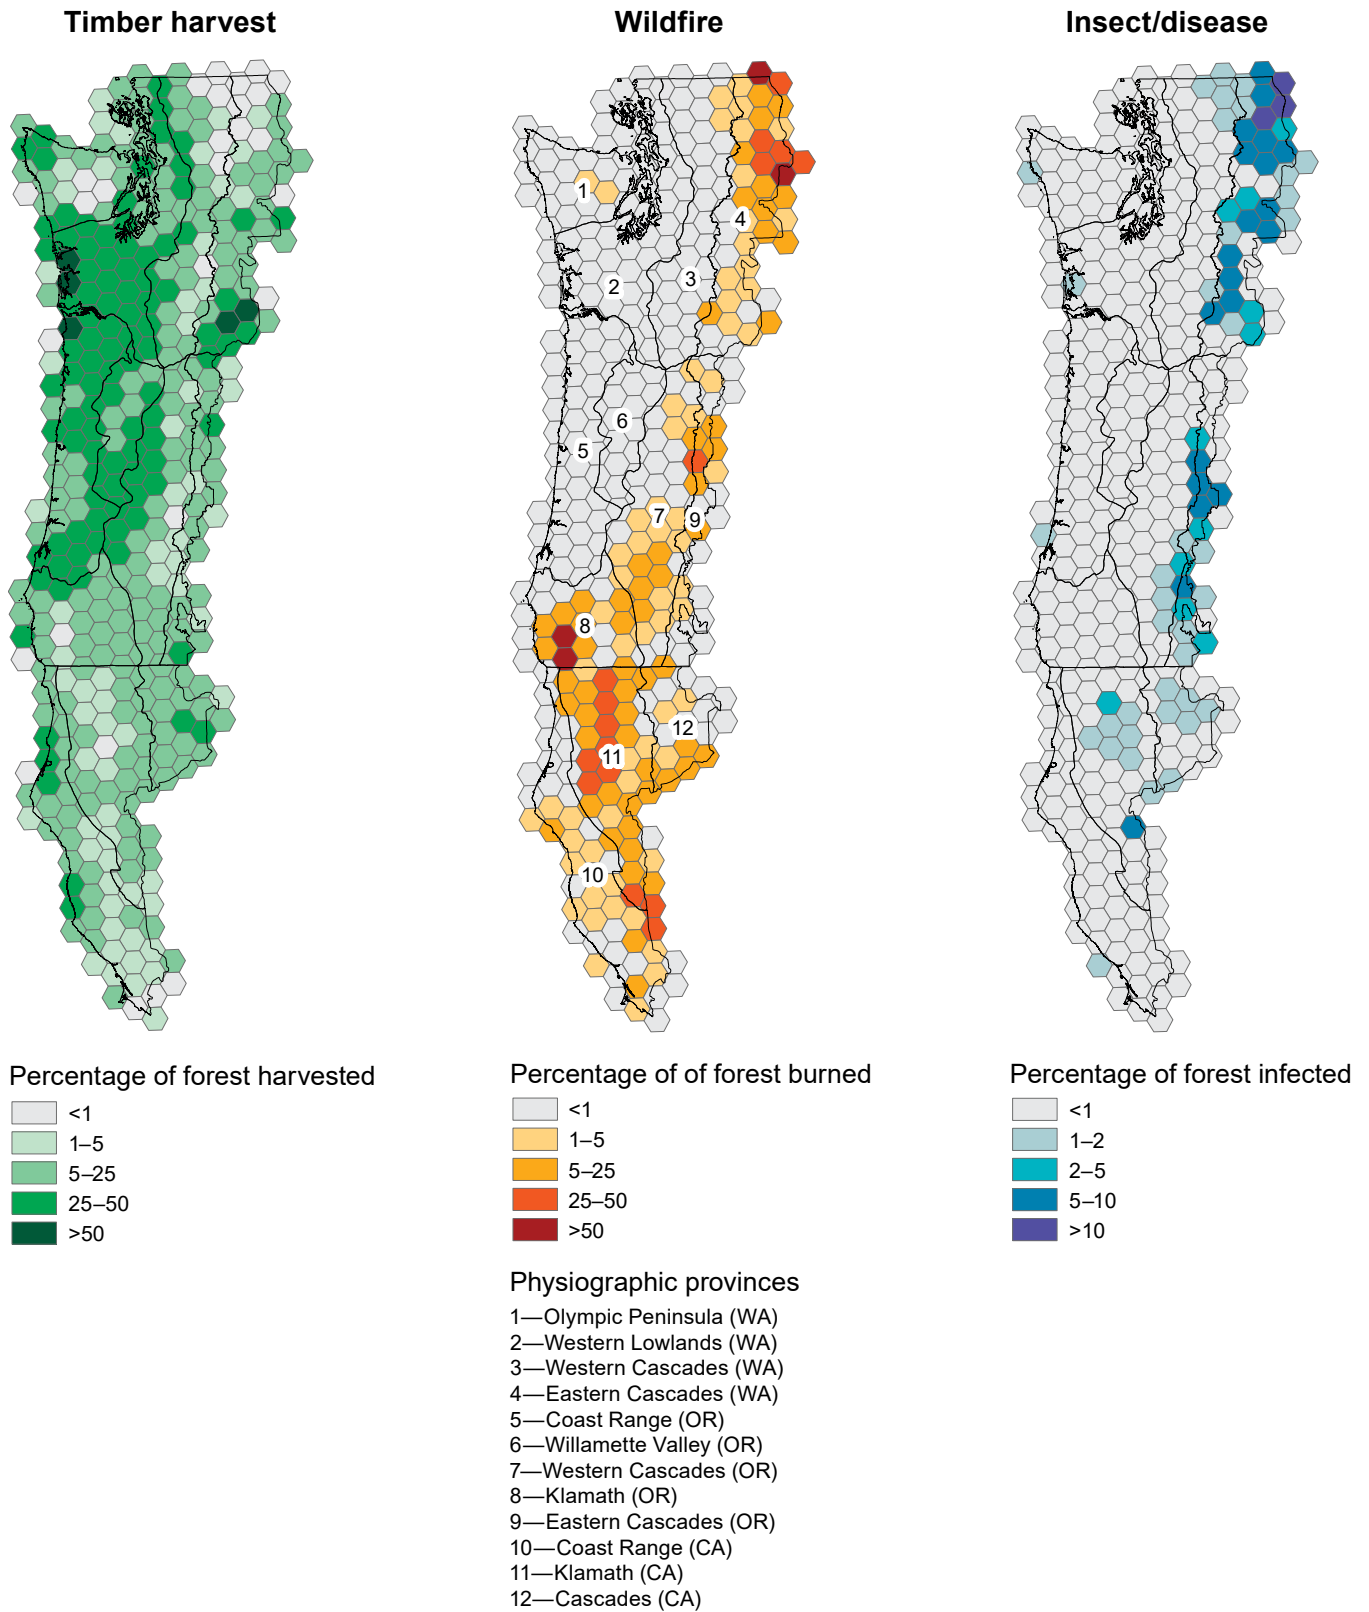 Timber harvest
Wildfire
Insect/disease
1
4
2
3
6
5
7
9
8
12
11
10
Percentage of forest harvested
<1
1–5
5–25
25–50
>50
Percentage of of forest burned
<1
1–5
5–25
25–50
>50
Percentage of forest infected
<1
1–2
2–5
5–10
>10
Physiographic provinces
1—Olympic Peninsula (WA)
2—Western Lowlands (WA)
3—Western Cascades (WA)
4—Eastern Cascades (WA)
5—Coast Range (OR)
6—Willamette Valley (OR)
7—Western Cascades (OR)
8—Klamath (OR)
9—Eastern Cascades (OR)
10—Coast Range (CA)
11—Klamath (CA)
12—Cascades (CA)